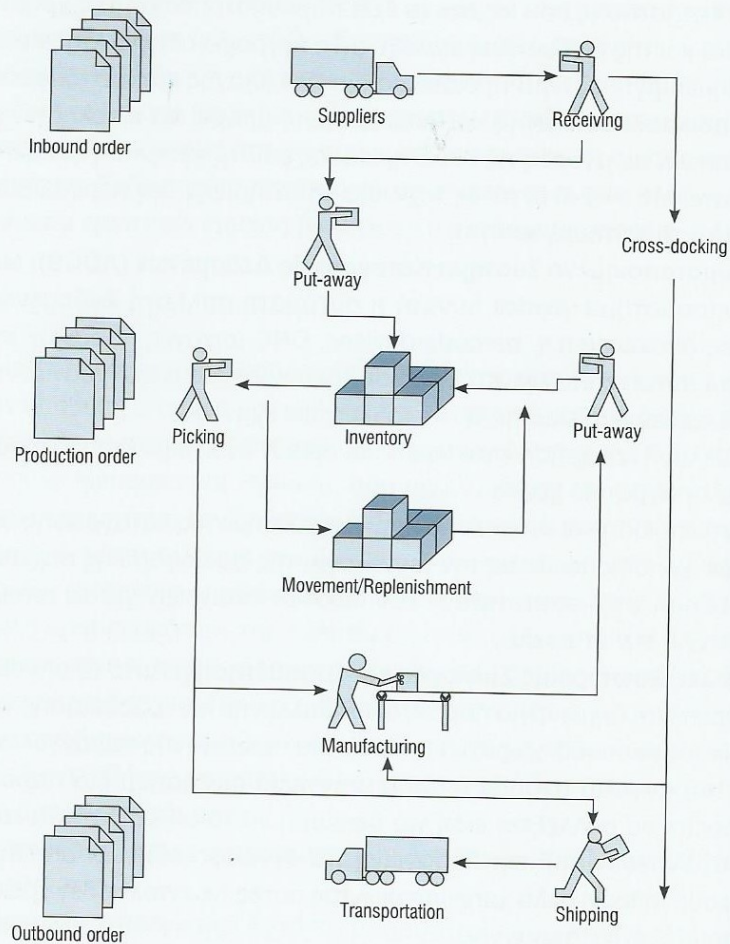 Inbound order
Suppliers
Receiving
Put-away
Cross-docking
Production order
Picking
Inventory
Put-away
Movement/Replenishment
Manufacturing
Outbound order
Transportation
Shipping